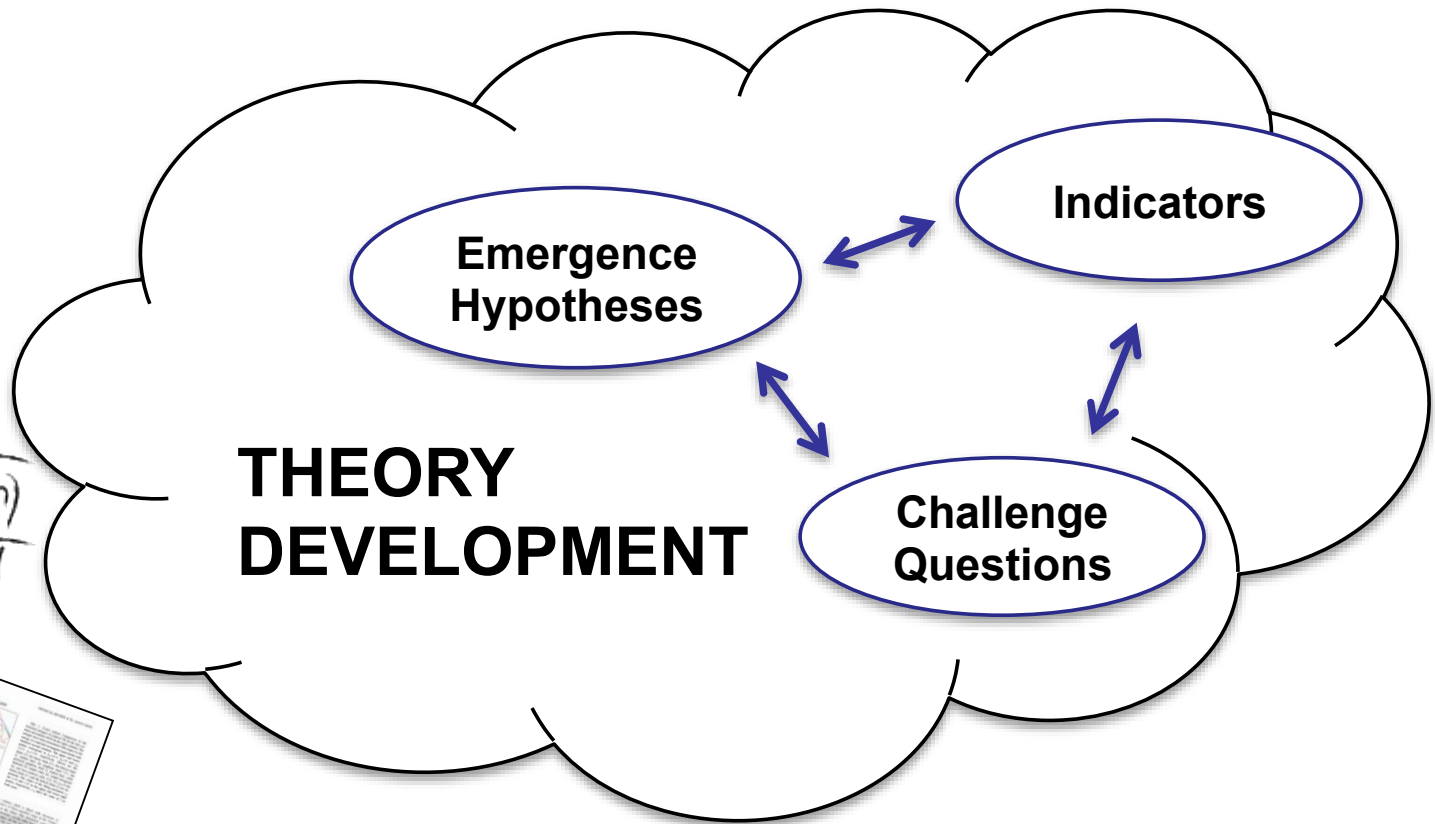 Indicators
Emergence
Hypotheses
THEORY
DEVELOPMENT
Challenge
Questions